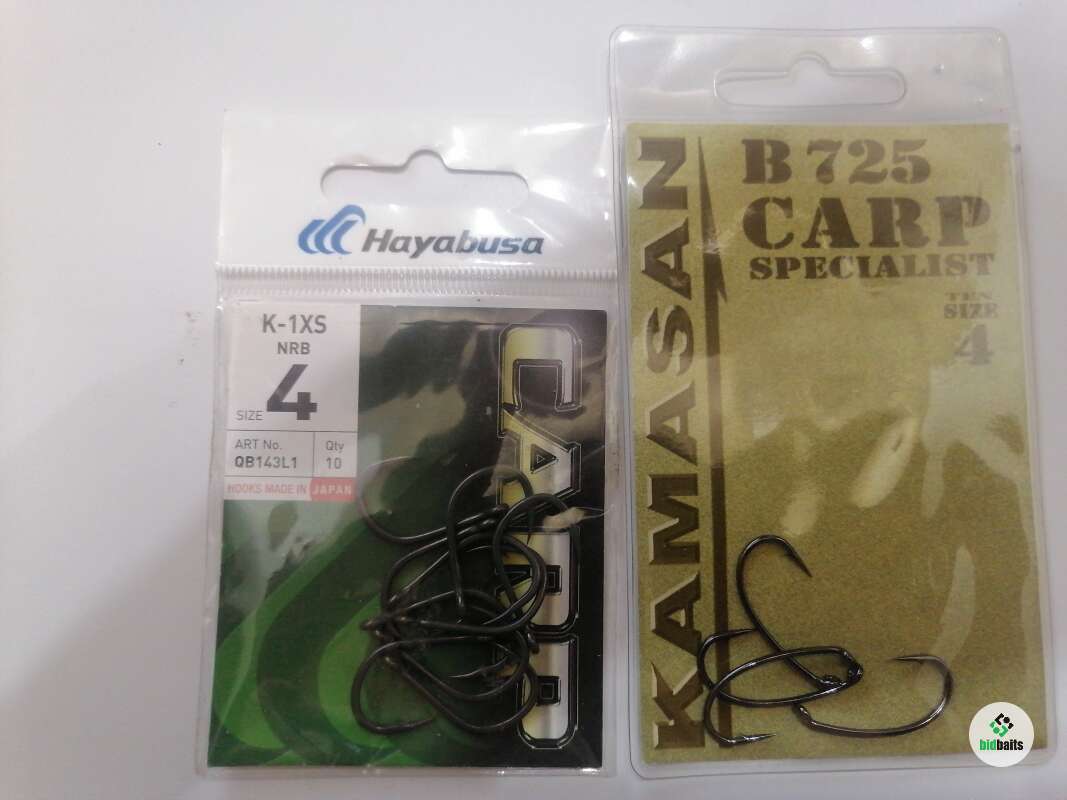 Hayabusa
K-1XS
NRB
SIZE 4
ART No.
QB143L1
Qty
10
HOOKS MADE IN JAPAN
CARP
KAMASAN
B 725
CARP
SPECIALIST
TEN
SIZE
4
bidbaits